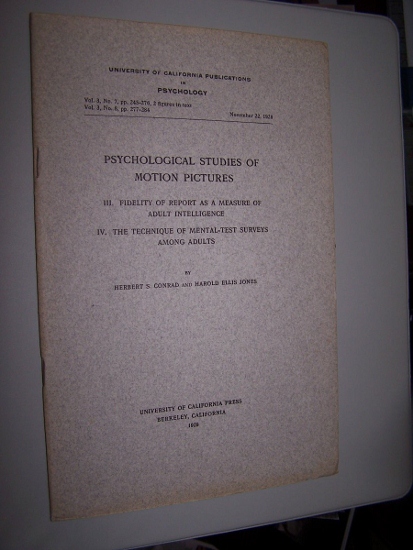 UNIVERSITY OF CALIFORNIA PUBLICATIONS
IN
PSYCHOLOGY
Vol. 3, No. 7, pp. 245-276, 2 figures in text
Vol. 3, No. 8, pp. 277-284
November 22, 1929
PSYCHOLOGICAL STUDIES OF
MOTION PICTURES
III. FIDELITY OF REPORT AS A MEASURE OF
ADULT INTELLIGENCE
IV. THE TECHNIQUE OF MENTAL-TEST SURVEYS
AMONG ADULTS
BY
HERBERT S. CONRAD AND HAROLD ELLIS JONES
UNIVERSITY OF CALIFORNIA PRESS
BERKELEY, CALIFORNIA
1929